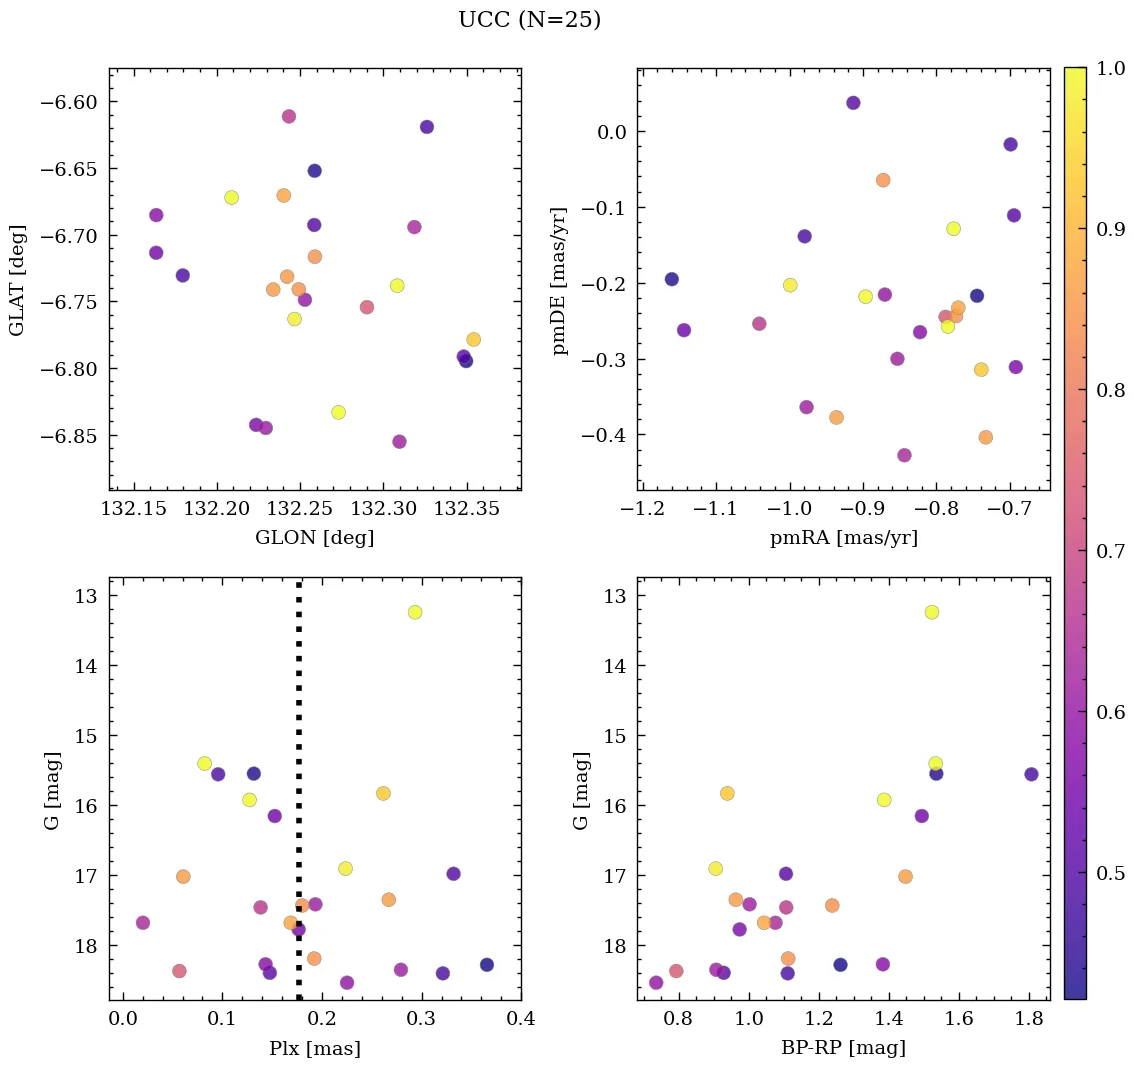 UCC (N=25)
−6.60
−6.65
−6.70
−6.75
−6.80
−6.85
GLAT [deg]
132.15 132.20 132.25 132.30 132.35
GLON [deg]
0.0
−0.1
−0.2
−0.3
−0.4
pmDE [mas/yr]
−1.2 −1.1 −1.0 −0.9 −0.8 −0.7
pmRA [mas/yr]
13
14
15
16
17
18
G [mag]
0.0 0.1 0.2 0.3 0.4
Plx [mas]
13
14
15
16
17
18
G [mag]
0.8 1.0 1.2 1.4 1.6 1.8
BP-RP [mag]
1.0
0.9
0.8
0.7
0.6
0.5